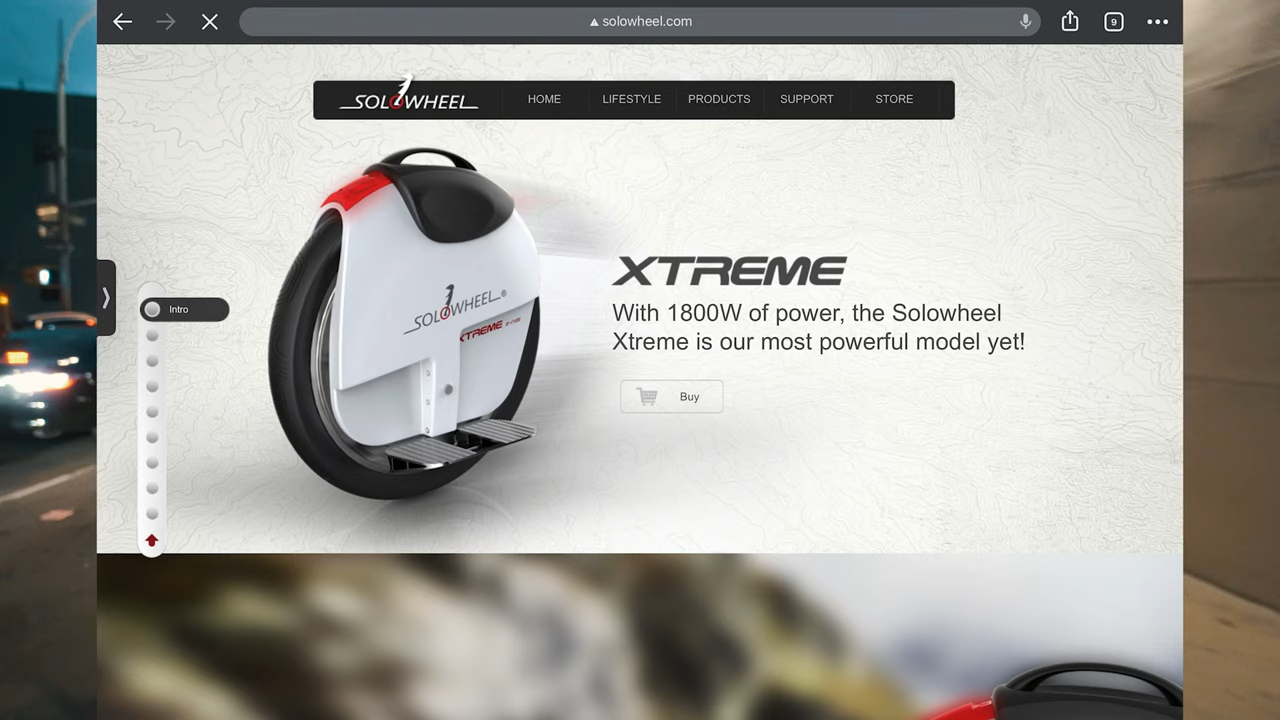 solowheel.com
9
SOLOWHEEL
HOME
LIFESTYLE
PRODUCTS
SUPPORT
STORE
SOLOWHEEL®
XTREME
XTREME
With 1800W of power, the Solowheel
Xtreme is our most powerful model yet!
Intro
Buy